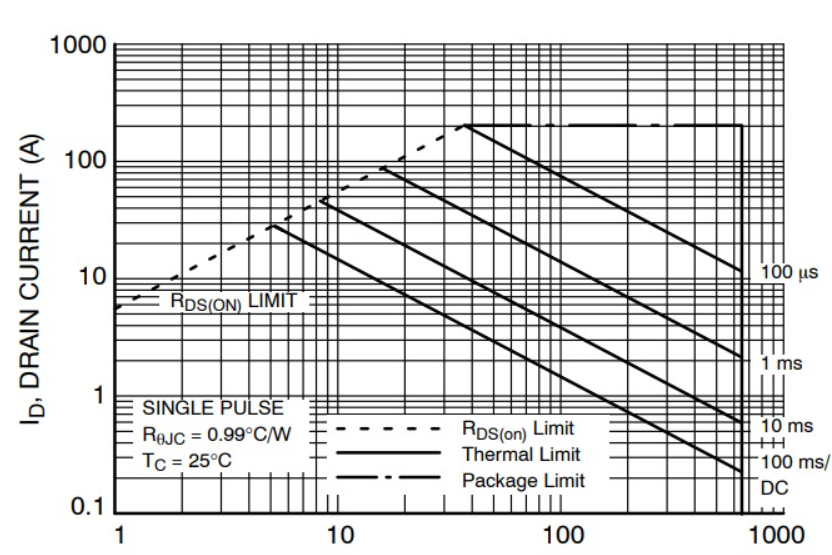 1000
100
10
1
0.1
I_D, DRAIN CURRENT (A)
R_DS(ON) LIMIT
SINGLE PULSE
R_θJC = 0.99°C/W
T_C = 25°C
R_DS(on) Limit
Thermal Limit
Package Limit
100 μs
1 ms
10 ms
100 ms/
DC
1
10
100
1000